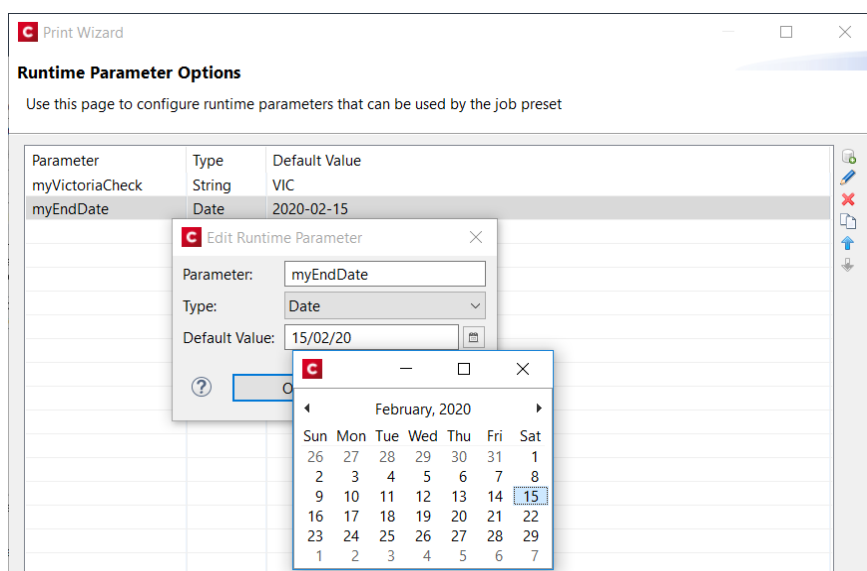 C Print Wizard
Runtime Parameter Options
Use this page to configure runtime parameters that can be used by the job preset
Parameter Type Default Value
myVictoriaCheck String VIC
myEndDate Date 2020-02-15
C Edit Runtime Parameter
Parameter: myEndDate
Type: Date
Default Value: 15/02/20
? O
C
February, 2020
Sun Mon Tue Wed Thu Fri Sat
26 27 28 29 30 31 1
2 3 4 5 6 7 8
9 10 11 12 13 14 15
16 17 18 19 20 21 22
23 24 25 26 27 28 29
1 2 3 4 5 6 7